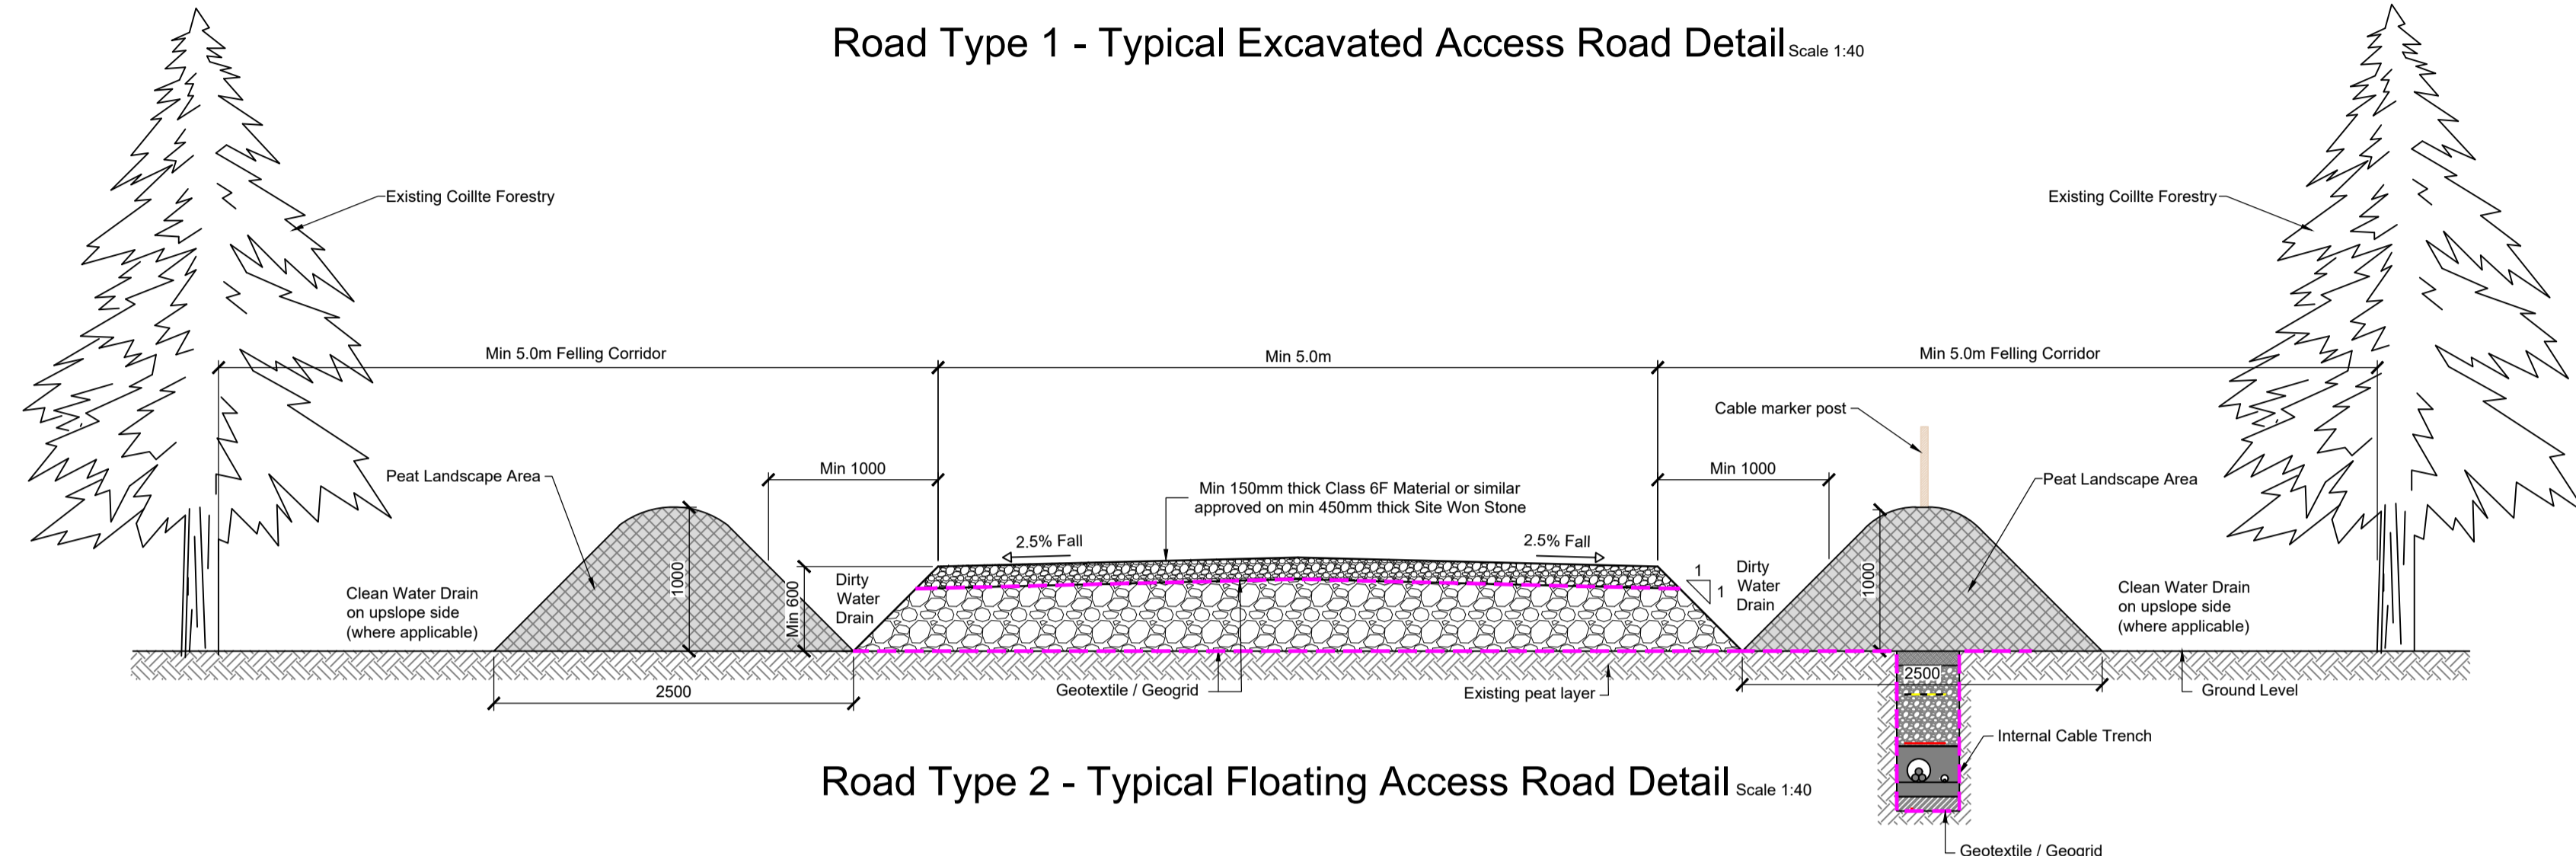 Road Type 1 - Typical Excavated Access Road Detail Scale 1:40
Existing Coillte Forestry
Existing Coillte Forestry
Min 5.0m Felling Corridor
Min 5.0m
Min 5.0m Felling Corridor
Cable marker post
Peat Landscape Area
Min 1000
Min 1000
Peat Landscape Area
Min 150mm thick Class 6F Material or similar
approved on min 450mm thick Site Won Stone
2.5% Fall
2.5% Fall
1000
Min 600
Dirty
Water
Drain
1
1
Dirty
Water
Drain
1000
Clean Water Drain
on upslope side
(where applicable)
Clean Water Drain
on upslope side
(where applicable)
2500
Geotextile / Geogrid
Existing peat layer
2500
Ground Level
Internal Cable Trench
Road Type 2 - Typical Floating Access Road Detail Scale 1:40
Geotextile / Geogrid